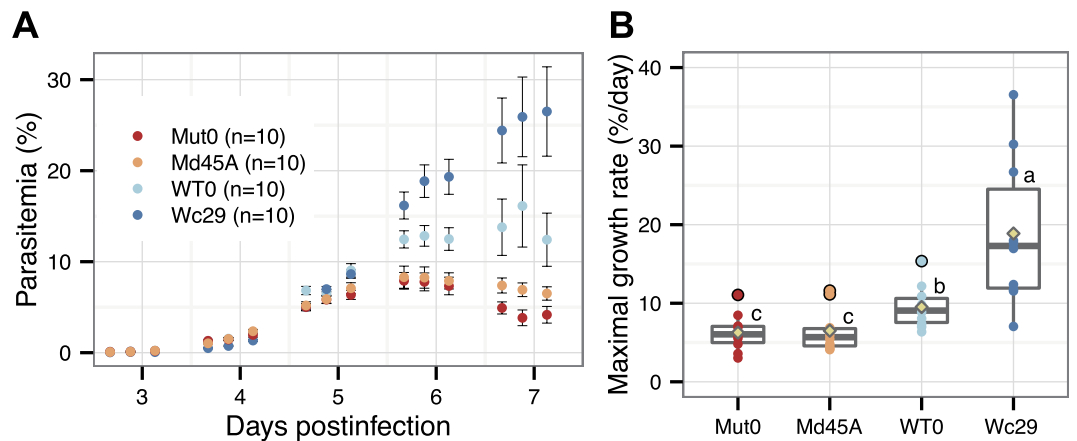 A
Parasitemia (%)
30
20
10
0
Mut0 (n=10)
Md45A (n=10)
WT0 (n=10)
Wc29 (n=10)
3 4 5 6 7
Days postinfection
B
Maximal growth rate (%/day)
40
30
20
10
0
c
c
b
a
Mut0 Md45A WT0 Wc29